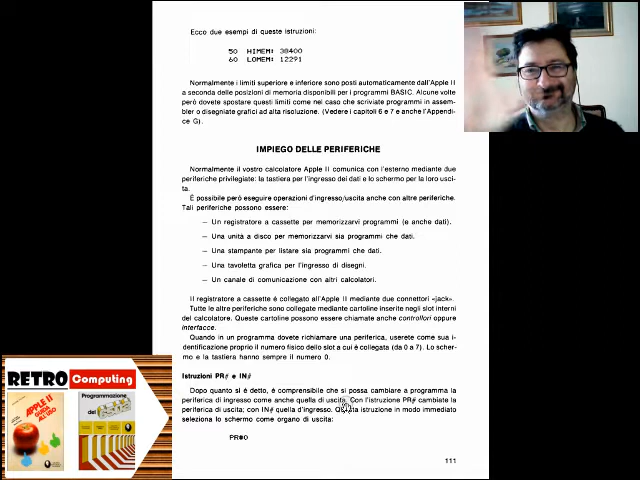 Ecco due esempi di queste istruzioni:
50 HIMEM: 38400
60 LOMEM: 12291
Normalmente i limiti superiore e inferiore sono posti automaticamente dall'Apple II
a seconda delle posizioni di memoria disponibili per i programmi BASIC. Alcune volte
però dovete spostare questi limiti come nel caso che scriviate programmi in assem-
bler o disegniate grafici ad alta risoluzione. (Vedere i capitoli 6 e 7 e anche l'Appendi-
ce G).
IMPIEGO DELLE PERIFERICHE
Normalmente il vostro calcolatore Apple II comunica con l'esterno mediante due
periferiche privilegiate: la tastiera per l'ingresso dei dati e lo schermo per la loro usci-
ta.
È possibile però eseguire operazioni d'ingresso/uscita anche con altre periferiche.
Tali periferiche possono essere:
— Un registratore a cassette per memorizzarvi programmi (e anche dati).
— Una unità a disco per memorizzarvi sia programmi che dati.
— Una stampante per listare sia programmi che dati.
— Una tavoletta grafica per l'ingresso di disegni.
— Un canale di comunicazione con altri calcolatori.
Il registratore a cassette è collegato all'Apple II mediante due connettori «jack».
Tutte le altre periferiche sono collegate mediante cartoline inserite negli slot interni
del calcolatore. Queste cartoline possono essere chiamate anche controllori oppure
interfacce.
Quando in un programma dovete richiamare una periferica, userete come sua i-
dentificazione proprio il numero fisico dello slot a cui è collegata (da 0 a 7). Lo scher-
mo e la tastiera hanno sempre il numero 0.
Istruzioni PR# e IN#
Dopo quanto si è detto, è comprensibile che si possa cambiare a programma la
periferica di ingresso come anche quella di uscita. Con l'istruzione PR# cambiate la
periferica di uscita; con IN# quella d'ingresso. Questa istruzione in modo immediato
seleziona lo schermo come organo di uscita:
PR#0
111
RETRO Computing
APPLE II
GUIDA
ALL'USO
Programmazione
del